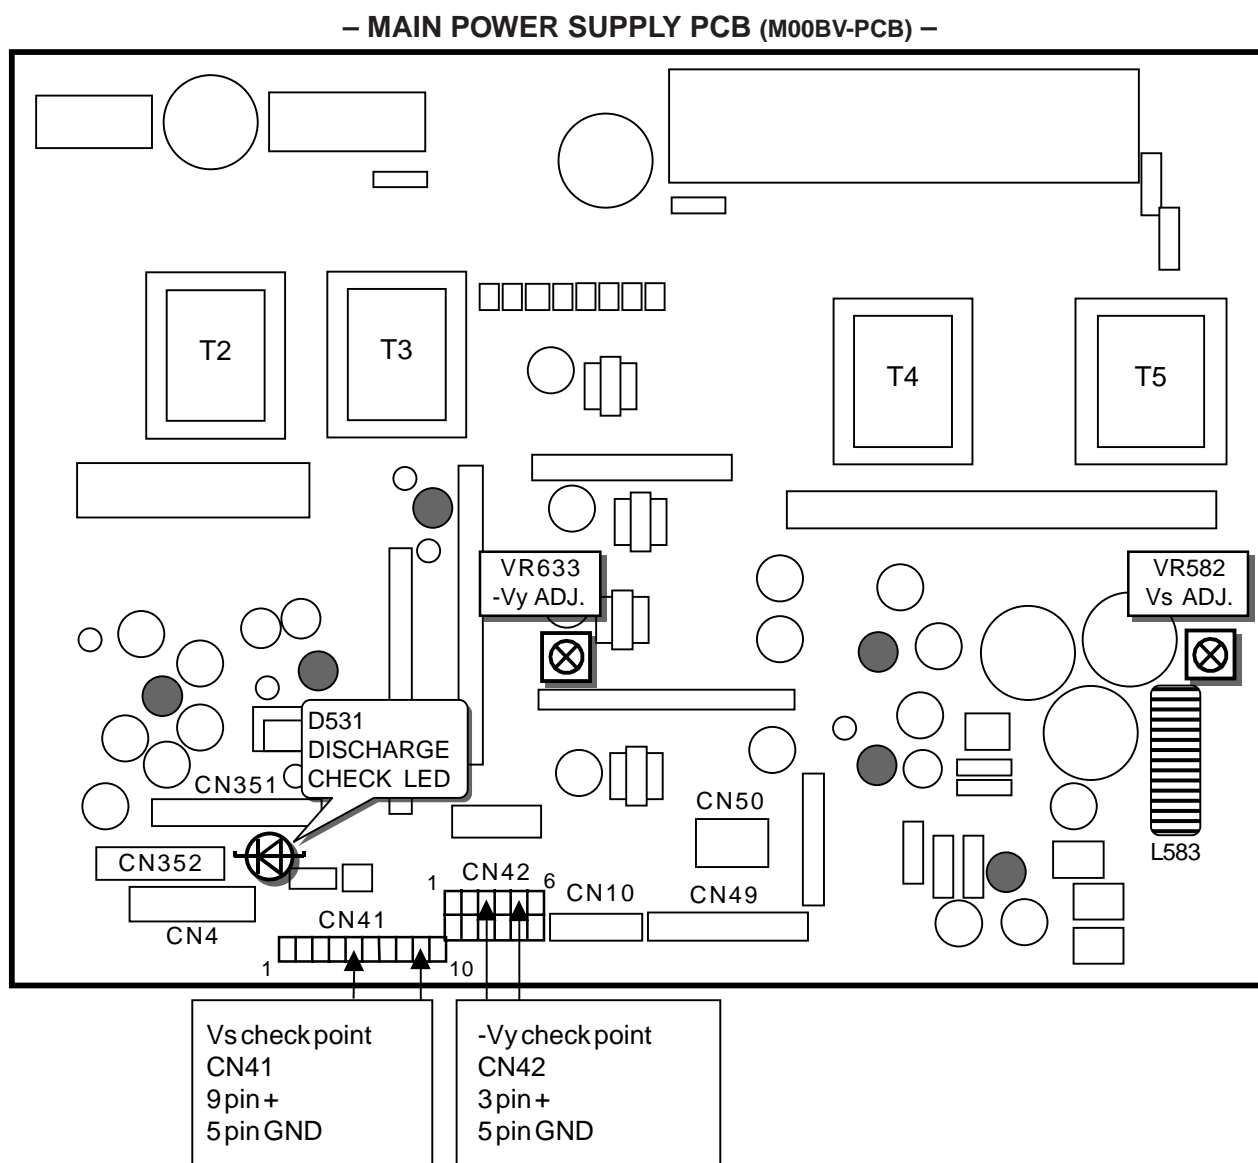 – MAIN POWER SUPPLY PCB (M00BV-PCB) –
T2
T3
T4
T5
VR633
-Vy ADJ.
VR582
Vs ADJ.
D531
DISCHARGE
CHECK LED
CN351
CN50
L583
CN352
1
CN42
6
CN10
CN49
CN4
CN41
1
10
Vs check point
CN41
9 pin +
5 pin GND
-Vy check point
CN42
3 pin +
5 pin GND